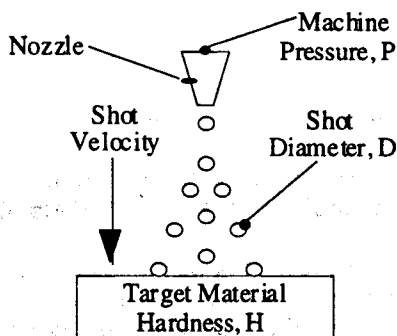 Machine
Pressure, P
Nozzle
Shot
Velocity
Shot
Diameter, D
Target Material
Hardness, H